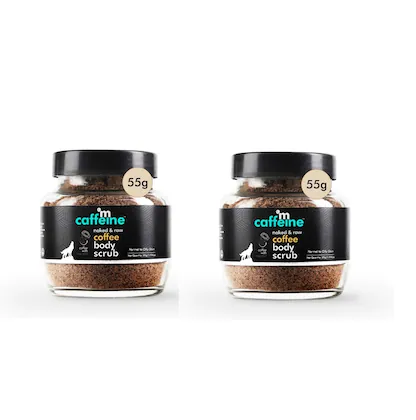 55g
'm
caffeine
naked & raw
coffee
body
scrub
55g
'm
caffeine
naked & raw
coffee
body
scrub